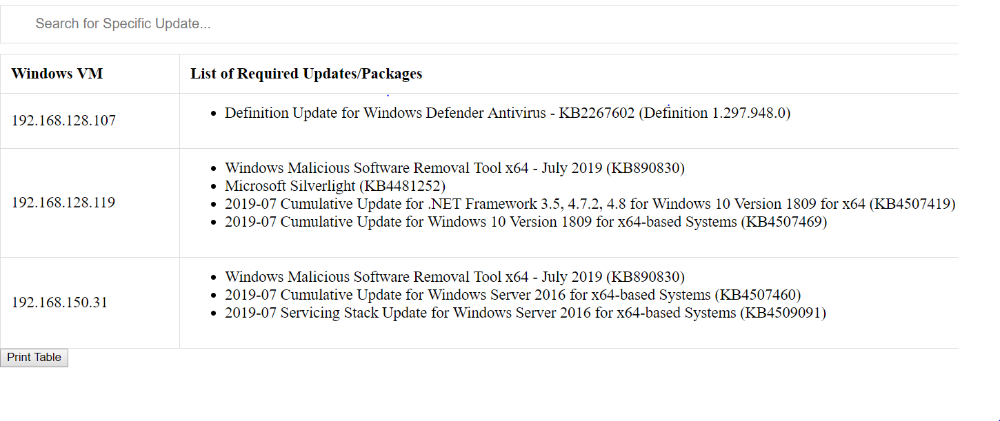 Search for Specific Update...
Windows VM
List of Required Updates/Packages
192.168.128.107
Definition Update for Windows Defender Antivirus - KB2267602 (Definition 1.297.948.0)
192.168.128.119
Windows Malicious Software Removal Tool x64 - July 2019 (KB890830)
Microsoft Silverlight (KB4481252)
2019-07 Cumulative Update for .NET Framework 3.5, 4.7.2, 4.8 for Windows 10 Version 1809 for x64 (KB4507419)
2019-07 Cumulative Update for Windows 10 Version 1809 for x64-based Systems (KB4507469)
192.168.150.31
Windows Malicious Software Removal Tool x64 - July 2019 (KB890830)
2019-07 Cumulative Update for Windows Server 2016 for x64-based Systems (KB4507460)
2019-07 Servicing Stack Update for Windows Server 2016 for x64-based Systems (KB4509091)
Print Table